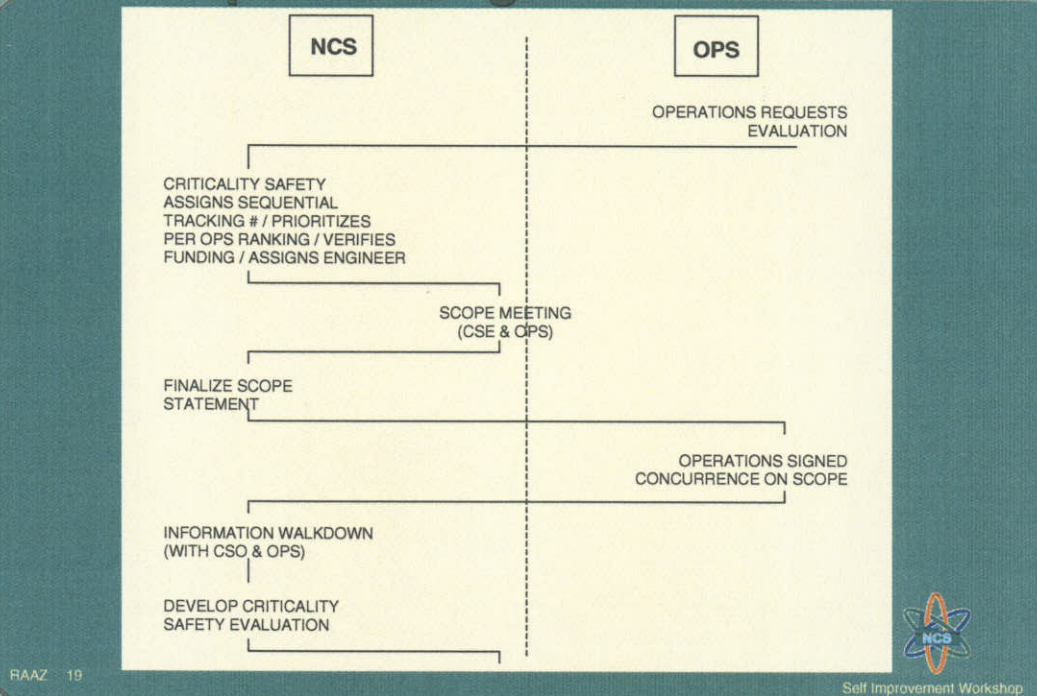 NCS
OPS
OPERATIONS REQUESTS
EVALUATION
CRITICALITY SAFETY
ASSIGNS SEQUENTIAL
TRACKING # / PRIORITIZES
PER OPS RANKING / VERIFIES
FUNDING / ASSIGNS ENGINEER
SCOPE MEETING
(CSE & OPS)
FINALIZE SCOPE
STATEMENT
OPERATIONS SIGNED
CONCURRENCE ON SCOPE
INFORMATION WALKDOWN
(WITH CSO & OPS)
DEVELOP CRITICALITY
SAFETY EVALUATION
NCS
RAAZ 19
Self Improvement Workshop